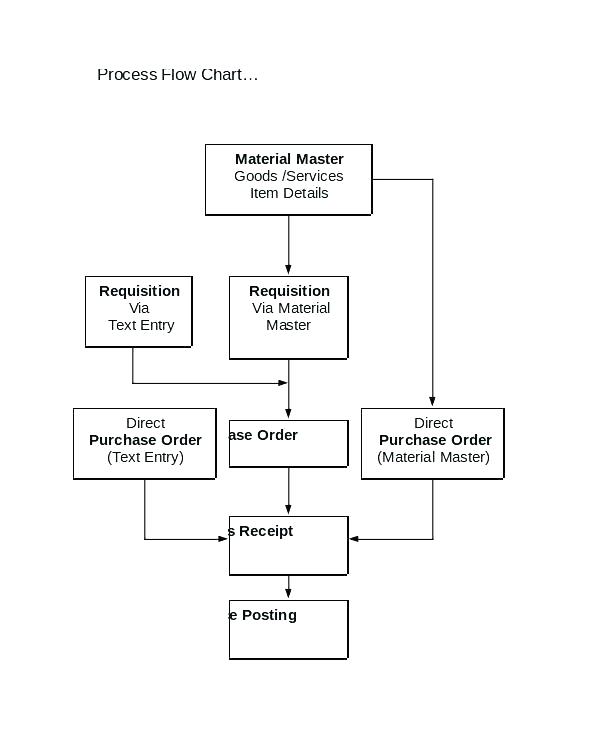 Process Flow Chart...
Material Master
Goods /Services
Item Details
Requisition
Via
Text Entry
Requisition
Via Material
Master
Direct
Purchase Order
(Text Entry)
ase Order
Direct
Purchase Order
(Material Master)
s Receipt
e Posting